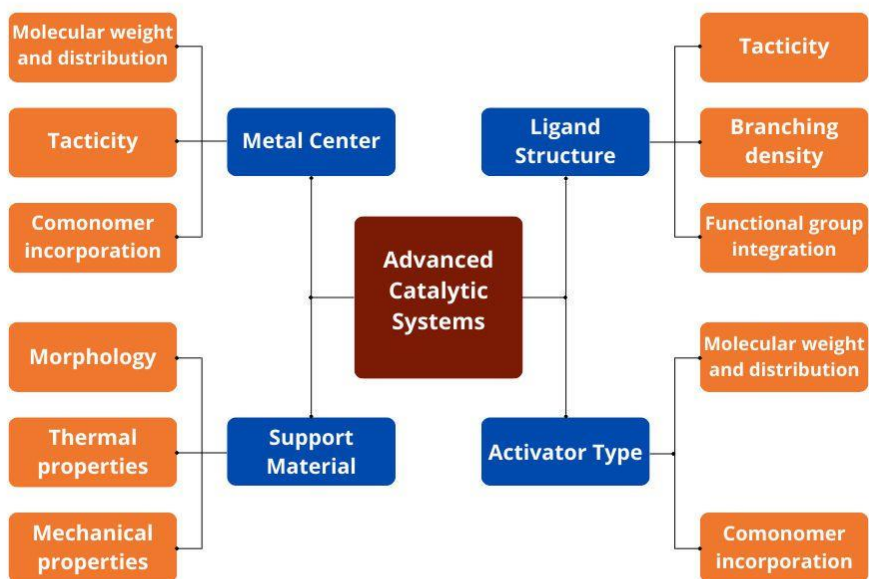 Molecular weight
and distribution
Tacticity
Comonomer
incorporation
Metal Center
Morphology
Thermal
properties
Mechanical
properties
Support
Material
Advanced
Catalytic
Systems
Ligand
Structure
Tacticity
Branching
density
Functional group
integration
Activator Type
Molecular weight
and distribution
Comonomer
incorporation